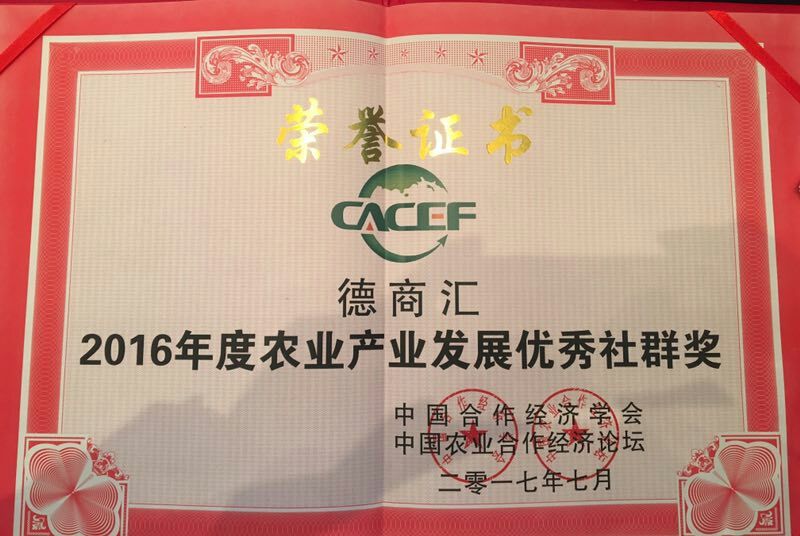 荣誉证书
CACEF
德商汇
2016年度农业产业发展优秀社群奖
中国合作经济学会
中国农业合作经济论坛
二零一七年七月